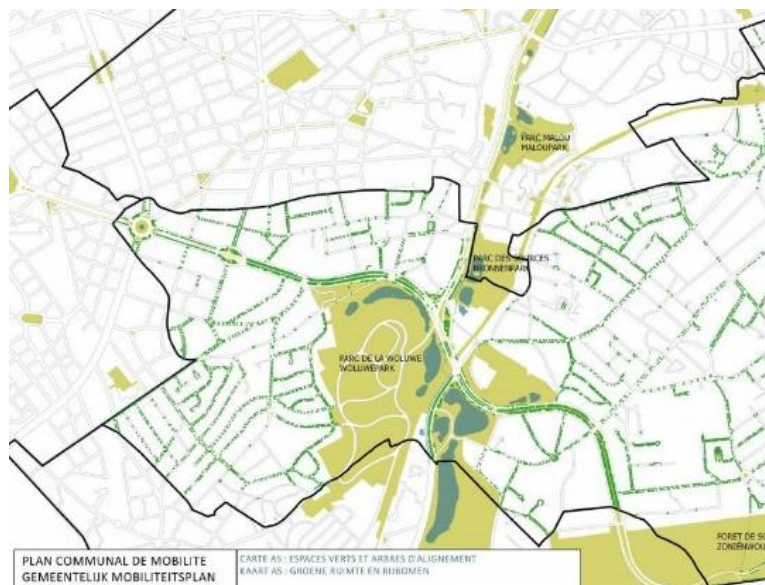 PARC MALOU
MALOUPARK
PARC DES SOURCES
BRONNENPARK
PARC DE LA WOLUWE
WOLUWEPARK
FORET DE SO
ZONIËNWOU
PLAN COMMUNAL DE MOBILITE
GEMEENTELIJK MOBILITEITSPLAN
CARTE A5 : ESPACES VERTS ET ARBRES D'ALIGNEMENT
KAART A5 : GROENE RUIMTE EN RIJBOMEN